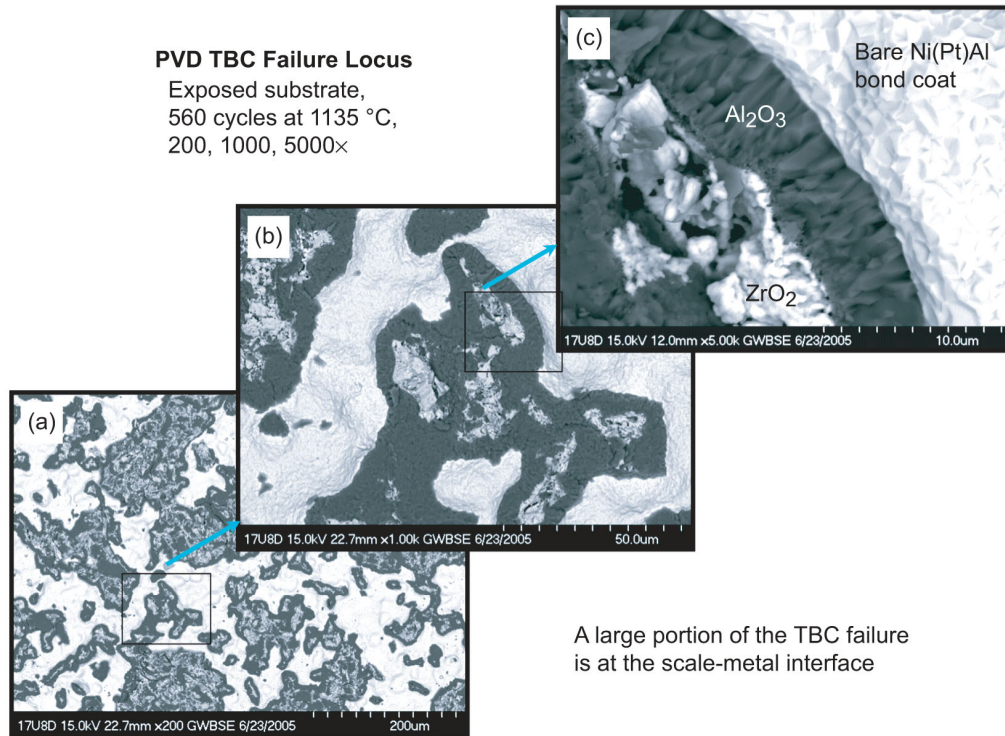 PVD TBC Failure Locus
Exposed substrate,
560 cycles at 1135 °C,
200, 1000, 5000×
(c)
Bare Ni(Pt)Al
bond coat
Al₂O₃
ZrO₂
17U8D 15.0kV 12.0mm x5.00k GWBSE 6/23/2005 10.0um
(b)
17U8D 15.0kV 22.7mm x1.00k GWBSE 6/23/2005 50.0um
(a)
17U8D 15.0kV 22.7mm x200 GWBSE 6/23/2005 200um
A large portion of the TBC failure
is at the scale-metal interface